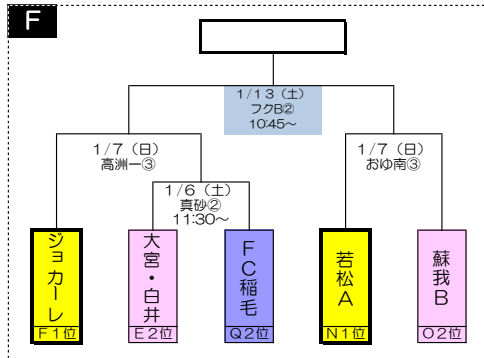 F
1/13（土）
フクB②
10:45～
1/7（日）
高洲一③
1/7（日）
おゆ南③
1/6（土）
真砂②
11:30～
ジョカーレ
F1位
大宮・白井
E2位
FC稲毛
Q2位
若松A
N1位
蘇我B
O2位